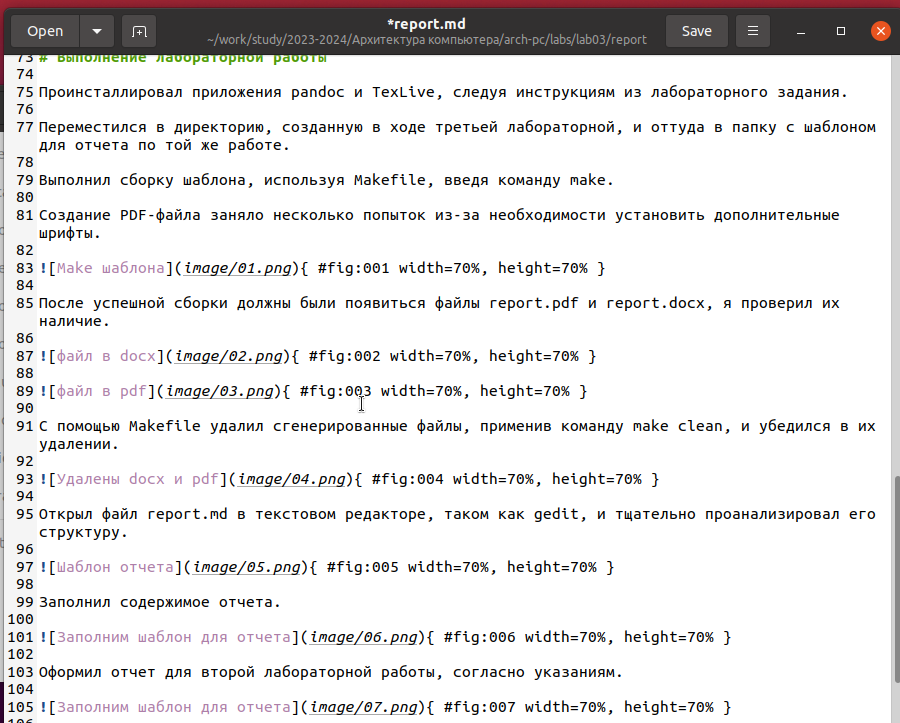 Open
*report.md
~/work/study/2023-2024/Архитектура компьютера/arch-pc/labs/lab03/report
Save
73 # Выполнение лабораторной работы
74
75 Проинсталлировал приложения pandoc и TexLive, следуя инструкциям из лабораторного задания.
76
77 Переместился в директорию, созданную в ходе третьей лабораторной, и оттуда в папку с шаблоном
для отчета по той же работе.
78
79 Выполнил сборку шаблона, используя Makefile, введя команду make.
80
81 Создание PDF-файла заняло несколько попыток из-за необходимости установить дополнительные
шрифты.
82
83 ![Make шаблона](image/01.png){ #fig:001 width=70%, height=70% }
84
85 После успешной сборки должны были появиться файлы report.pdf и report.docx, я проверил их
наличие.
86
87 ![файл в docx](image/02.png){ #fig:002 width=70%, height=70% }
88
89 ![файл в pdf](image/03.png){ #fig:003 width=70%, height=70% }
90
91 С помощью Makefile удалил сгенерированные файлы, применив команду make clean, и убедился в их
удалении.
92
93 ![Удалены docx и pdf](image/04.png){ #fig:004 width=70%, height=70% }
94
95 Открыл файл report.md в текстовом редакторе, таком как gedit, и тщательно проанализировал его
структуру.
96
97 ![Шаблон отчета](image/05.png){ #fig:005 width=70%, height=70% }
98
99 Заполнил содержимое отчета.
100
101 ![Заполним шаблон для отчета](image/06.png){ #fig:006 width=70%, height=70% }
102
103 Оформил отчет для второй лабораторной работы, согласно указаниям.
104
105 ![Заполним шаблон для отчета](image/07.png){ #fig:007 width=70%, height=70% }
106